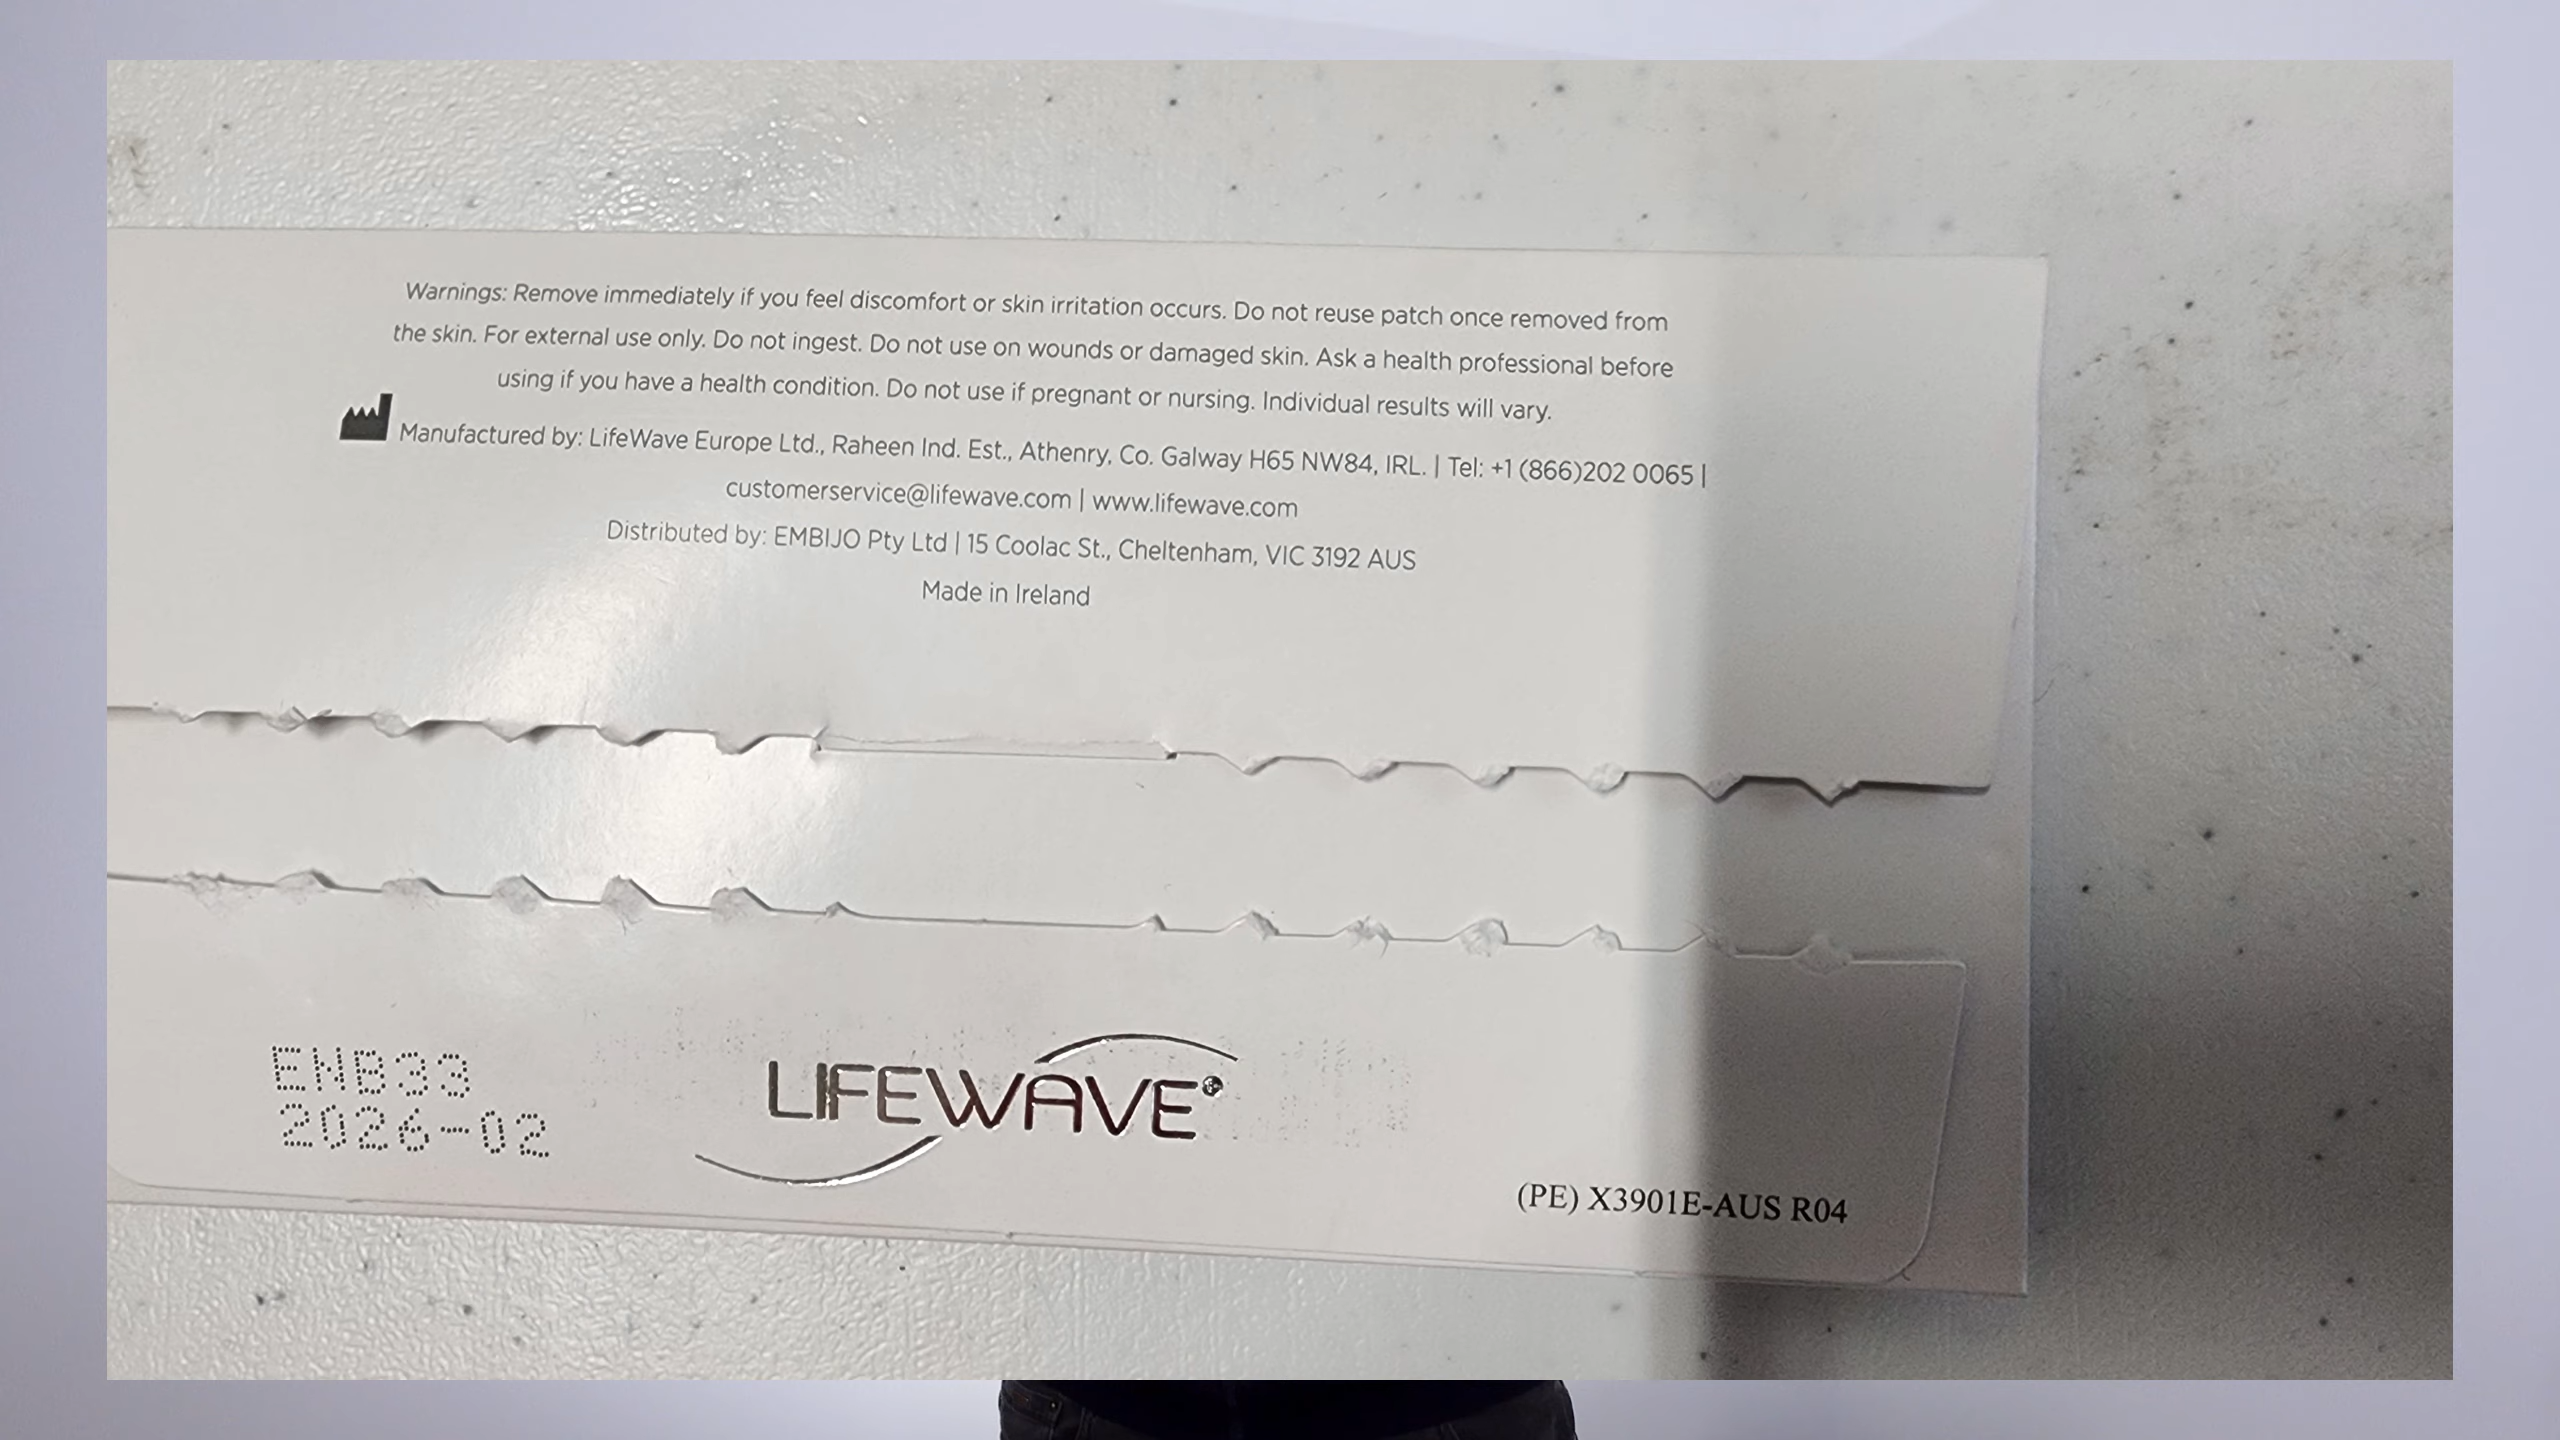 Warnings: Remove immediately if you feel discomfort or skin irritation occurs. Do not reuse patch once removed from
the skin. For external use only. Do not ingest. Do not use on wounds or damaged skin. Ask a health professional before
using if you have a health condition. Do not use if pregnant or nursing. Individual results will vary.
Manufactured by: LifeWave Europe Ltd., Raheen Ind. Est., Athenry, Co. Galway H65 NW84, IRL. | Tel: +1 (866)202 0065 |
customerservice@lifewave.com | www.lifewave.com
Distributed by: EMBIJO Pty Ltd | 15 Coolac St., Cheltenham, VIC 3192 AUS
Made in Ireland
ENB33
2026-02
LIFEWAVE®
(PE) X3901E-AUS R04